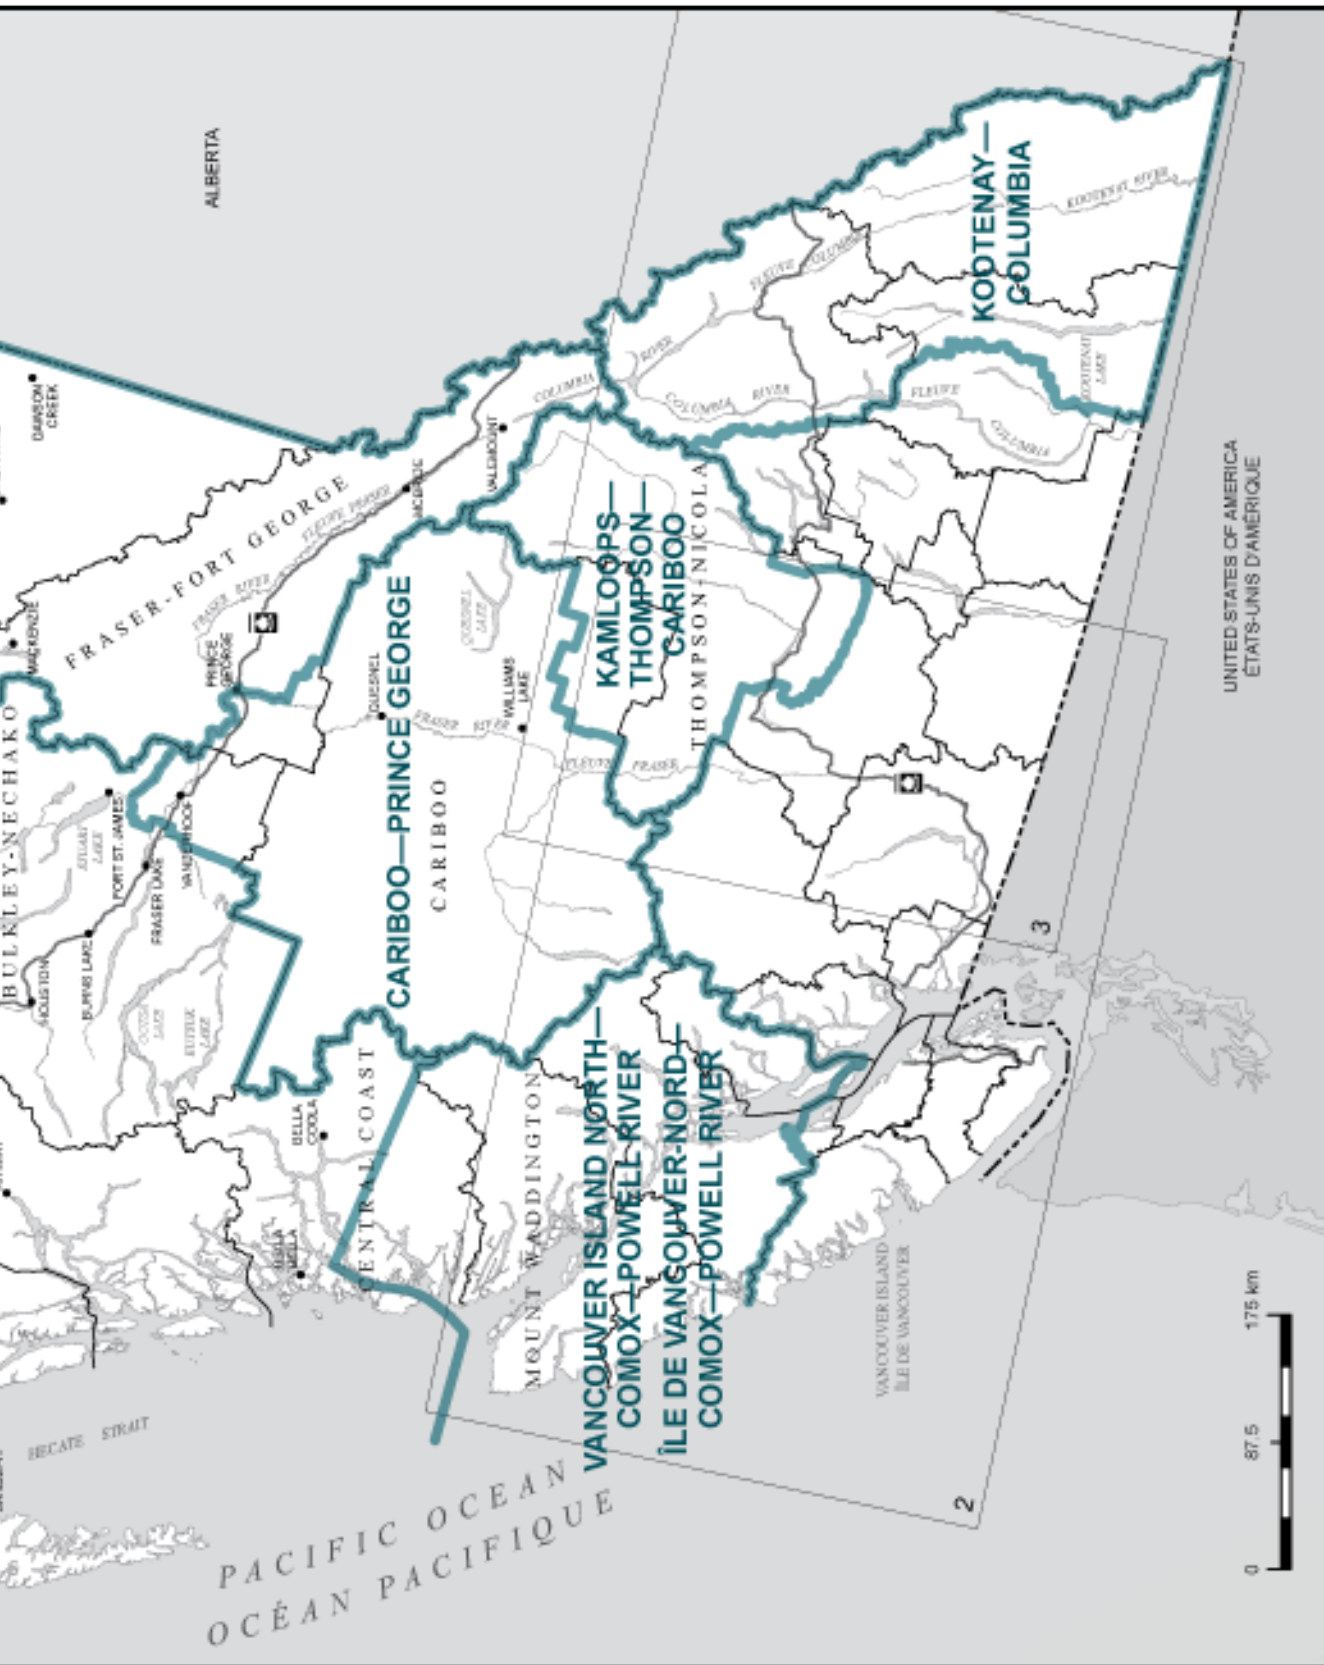 BULKLEY-NECHAKO
HOUSTON
BURNS LAKE
FRASER LAKE
FORT ST. JAMES
VANDERHOOF
STUART
LAKE
OOTSA
LAKE
EUTSUK
LAKE
MACKENZIE
DAWSON
CREEK
ALBERTA
FRASER-FORT GEORGE
FRASER RIVER
FLEUVE FRASER
PRINCE
GEORGE
MCBRIDE
VALEMOUNT
CARIBOO—PRINCE GEORGE
CARIBOO
QUESNEL
QUESNEL
LAKE
FRASER RIVER
WILLIAMS
LAKE
FLEUVE FRASER
KAMLOOPS—
THOMPSON—
CARIBOO
THOMPSON-NICOLA
COLUMBIA RIVER
COLUMBIA RIVER
FLEUVE COLUMBIA
FLEUVE
COLUMBIA
KOOTENAY—
COLUMBIA
KOOTENAY RIVER
KOOTENAY
LAKE
BELLA
COOLA
BELLA
BELLA
CENTRAL COAST
MOUNT WADDINGTON
VANCOUVER ISLAND NORTH—
COMOX—POWELL RIVER
ÎLE DE VANCOUVER-NORD—
COMOX—POWELL RIVER
VANCOUVER ISLAND
ÎLE DE VANCOUVER
HECATE STRAIT
PACIFIC OCEAN
OCÉAN PACIFIQUE
UNITED STATES OF AMERICA
ÉTATS-UNIS D'AMÉRIQUE
2
3
0 87.5 175 km